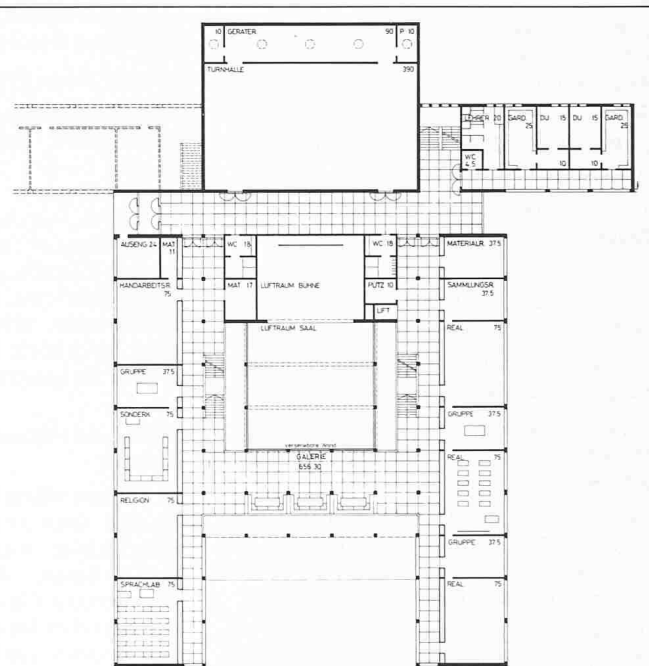 10 GERÄTER 90 P 10
TURNHALLE 390
LEHRER 20
GARD. 25
DU 15
DU 15
GARD. 25
10
10
WC
4.5
AUSENG 24
MAT
11
WC 18
WC 18
MATERIALR. 37.5
HANDARBEITSR.
75
MAT 17
LUFTRAUM BÜHNE
PUTZ 10
LIFT
SAMMLUNGSR.
37.5
LUFTRAUM SAAL
REAL 75
GRUPPE 37.5
SONDERK. 75
GRUPPE 37.5
versenkbare Wand
GALERIE
656.30
REAL 75
RELIGION 75
GRUPPE 37.5
SPRACHLAB 75
REAL 75